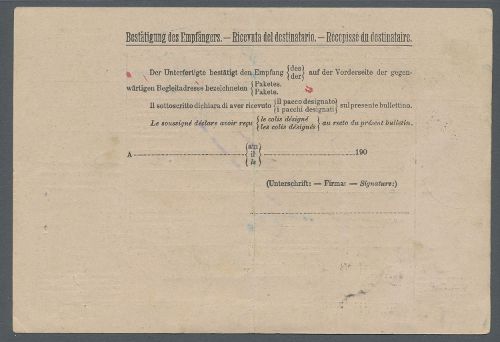 Bestätigung des Empfängers. — Ricevuta del destinatario. — Récépissé du destinataire.
Der Unterfertigte bestätigt den Empfang {des / der} auf der Vorderseite der gegen-
wärtigen Begleitadresse bezeichneten {Paketes. / Pakete.
Il sottoscritto dichiara di aver ricevuto {il pacco designato / i pacchi designati} sul presente bullettino.
Le soussigné déclare avoir reçu {le colis désigné / les colis désignés} au recto du présent bulletin.
A {am / il / le} 190
(Unterschrift: — Firma: — Signature:)